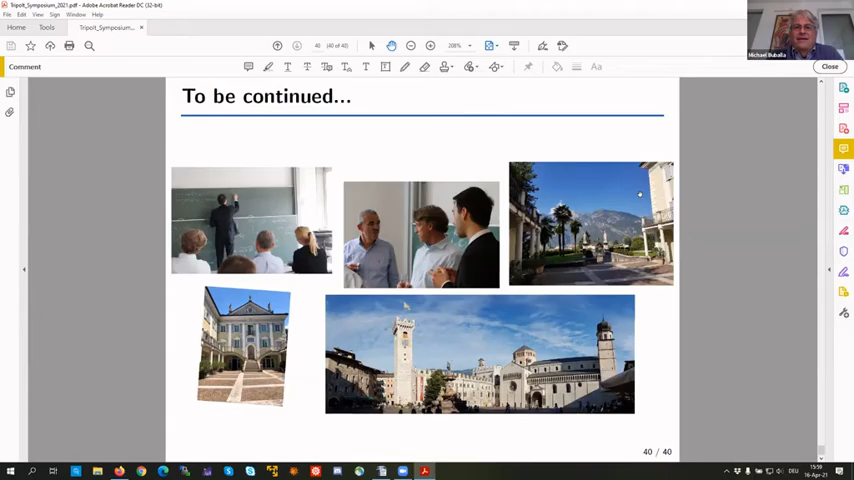 Tripolt_Symposium_2021.pdf - Adobe Acrobat Reader DC (32-bit)
File Edit View Sign Window Help
Home Tools Tripolt_Symposium... ×
40 (40 of 40) 208%
Michael Buballa
Comment
Close
To be continued...
40 / 40
DEU
15:59
16-Apr-21